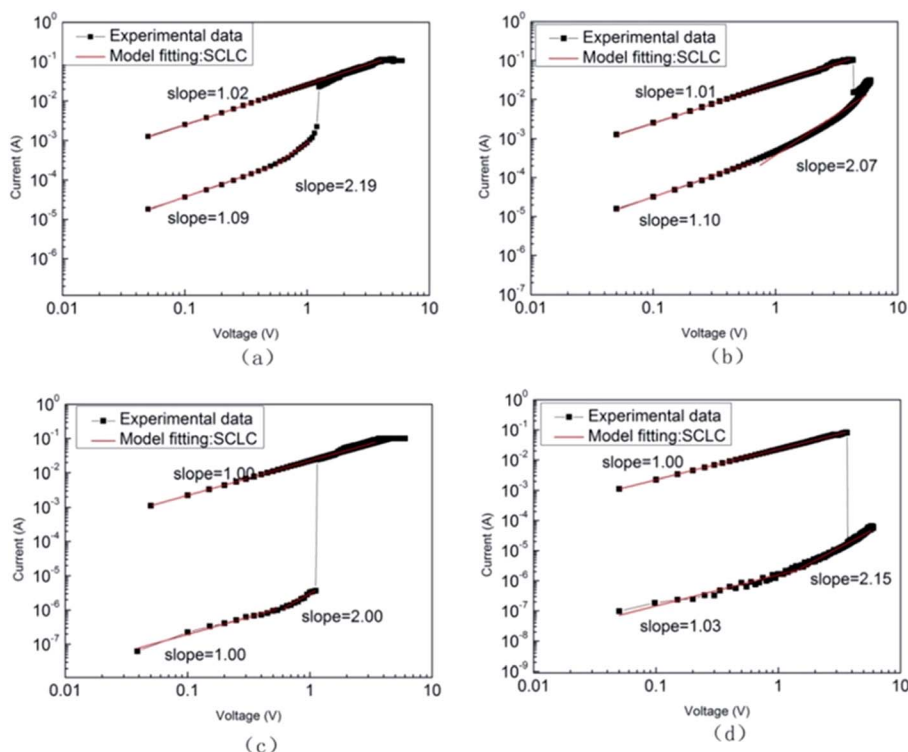 10⁰
Experimental data
Model fitting:SCLC
10⁻¹
slope=1.02
10⁻²
10⁻³
10⁻⁴
slope=2.19
10⁻⁵
slope=1.09
10⁻⁶
Current (A)
0.01 0.1 1 10
Voltage (V)
(a)
10⁰
Experimental data
Model fitting:SCLC
10⁻¹
slope=1.01
10⁻²
10⁻³
10⁻⁴
slope=2.07
10⁻⁵
slope=1.10
10⁻⁶
10⁻⁷
Current (A)
0.01 0.1 1 10
Voltage (V)
(b)
10⁰
Experimental data
Model fitting:SCLC
10⁻¹
slope=1.00
10⁻²
10⁻³
10⁻⁴
10⁻⁵
10⁻⁶
slope=2.00
10⁻⁷
slope=1.00
Current (A)
0.01 0.1 1 10
Voltage (V)
(c)
10⁰
Experimental data
Model fitting:SCLC
10⁻¹
slope=1.00
10⁻²
10⁻³
10⁻⁴
10⁻⁵
slope=2.15
10⁻⁶
10⁻⁷
slope=1.03
10⁻⁸
10⁻⁹
Current (A)
0.01 0.1 1 10
Voltage (V)
(d)